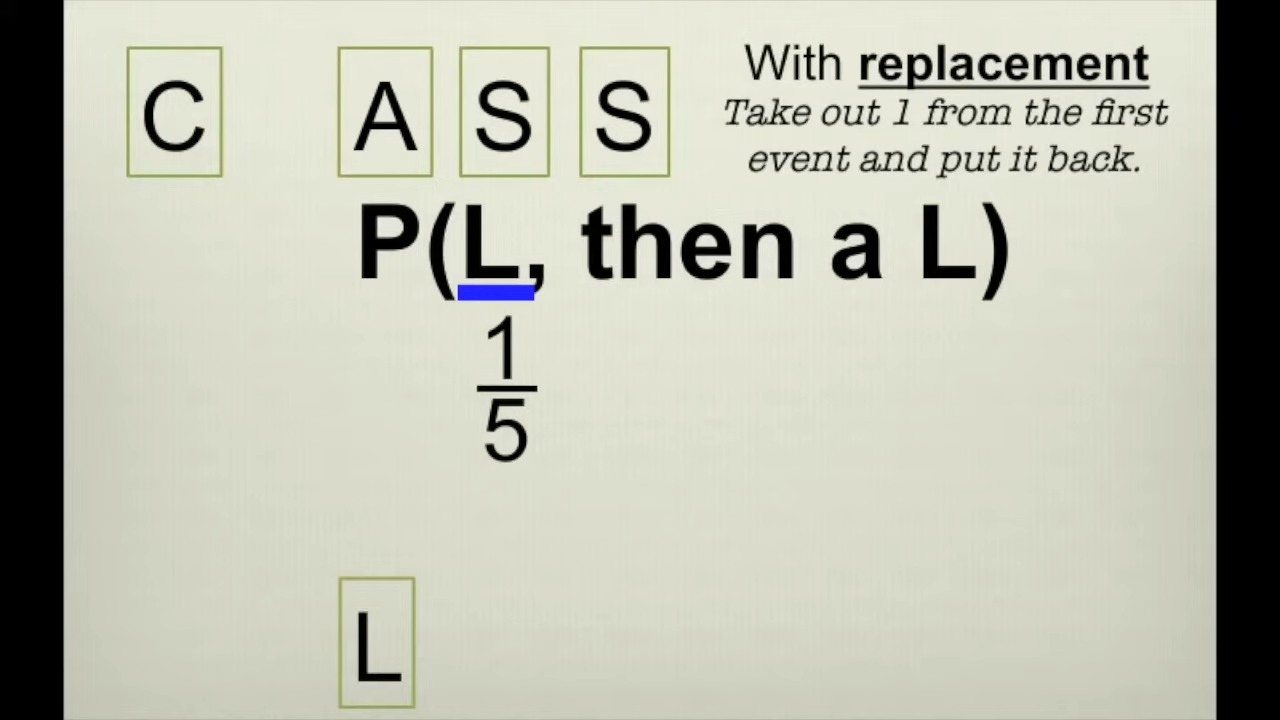 C A S S
With replacement
Take out 1 from the first
event and put it back.
P(L, then a L)
1
5
L